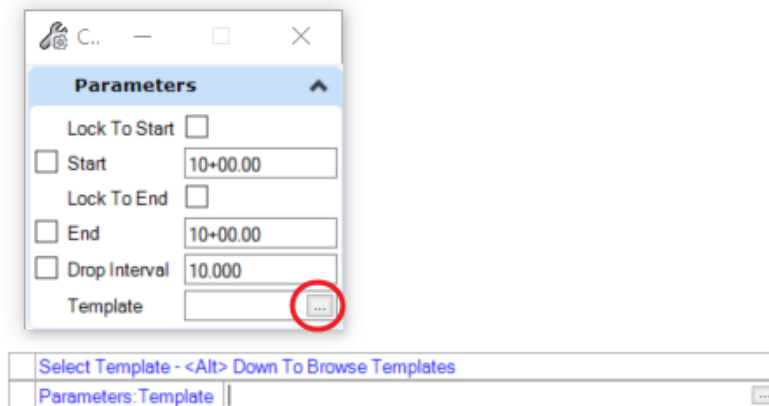 C..
Parameters
Lock To Start
Start 10+00.00
Lock To End
End 10+00.00
Drop Interval 10.000
Template ...
Select Template - <Alt> Down To Browse Templates
Parameters:Template ...